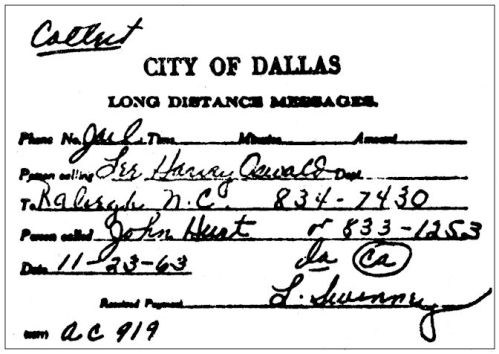 Collect
CITY OF DALLAS
LONG DISTANCE MESSAGES.
Phone No. Jail Time Minutes Amount
Person calling Lee Harvey Oswald Dept.
To Raleigh N.C. 834-7430
Person called John Hurt or 833-1253
Date 11-23-63 da CA
Received Payment L. Swinney
AC 919